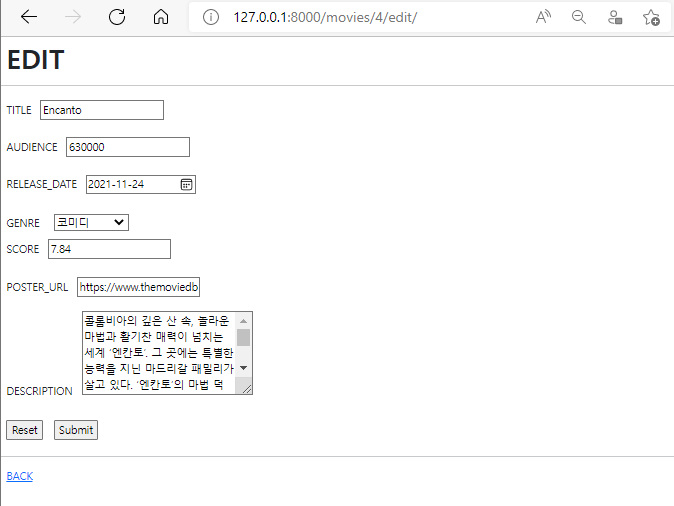 127.0.0.1:8000/movies/4/edit/
EDIT
TITLE Encanto
AUDIENCE 630000
RELEASE_DATE 2021-11-24
GENRE 코미디
SCORE 7.84
POSTER_URL https://www.themoviedb
콜롬비아의 깊은 산 속, 놀라운
마법과 활기찬 매력이 넘치는
세계 '엔칸토'. 그 곳에는 특별한
능력을 지닌 마드리갈 패밀리가
살고 있다. '엔칸토'의 마법 덕
DESCRIPTION
Reset Submit
BACK